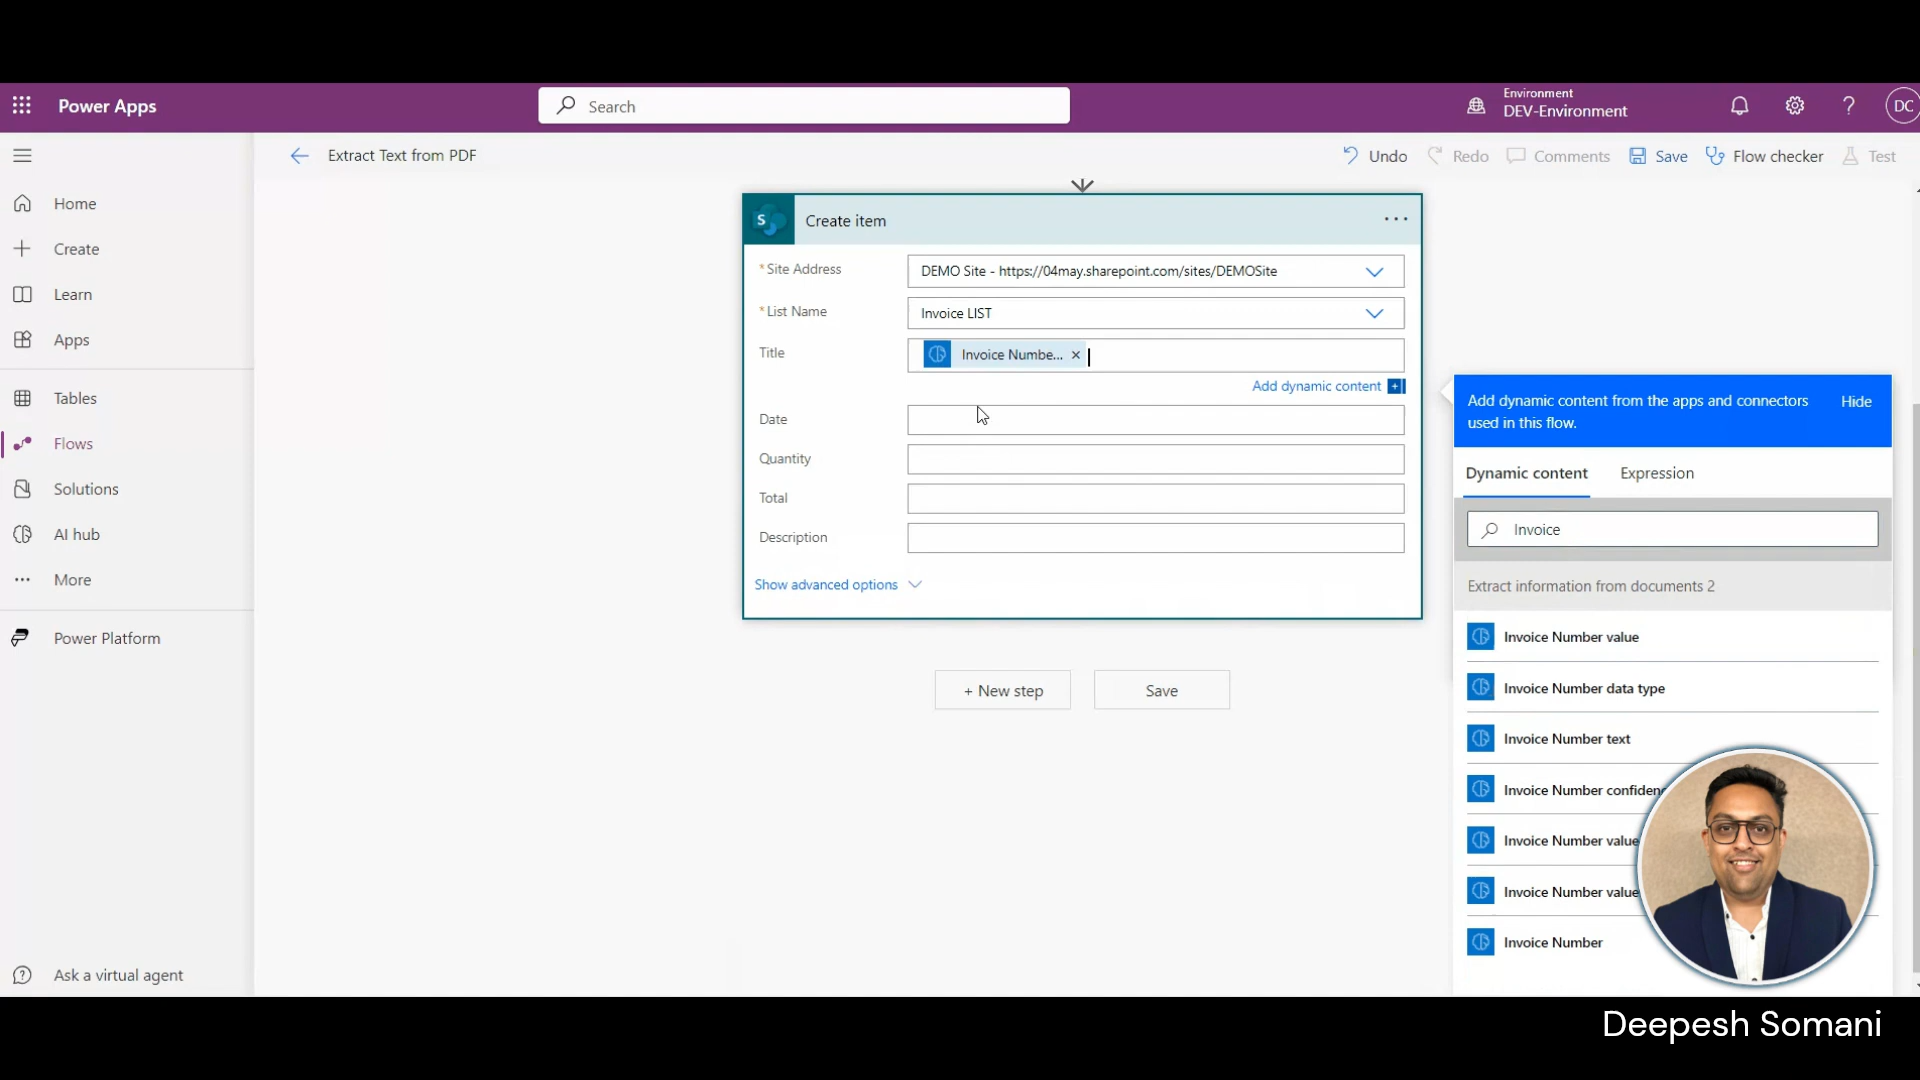 Power Apps
Search
Environment
DEV-Environment
DC
Extract Text from PDF
Undo
Redo
Comments
Save
Flow checker
Test
Home
Create
Learn
Apps
Tables
Flows
Solutions
AI hub
More
Power Platform
Ask a virtual agent
S
Create item
* Site Address
DEMO Site - https://04may.sharepoint.com/sites/DEMOSite
* List Name
Invoice LIST
Title
Invoice Numbe...
Add dynamic content
Date
Quantity
Total
Description
Show advanced options
+ New step
Save
Add dynamic content from the apps and connectors
used in this flow.
Hide
Dynamic content
Expression
Invoice
Extract information from documents 2
Invoice Number value
Invoice Number data type
Invoice Number text
Invoice Number
Invoice Number value
Invoice Number value
Invoice Number
Deepesh Somani